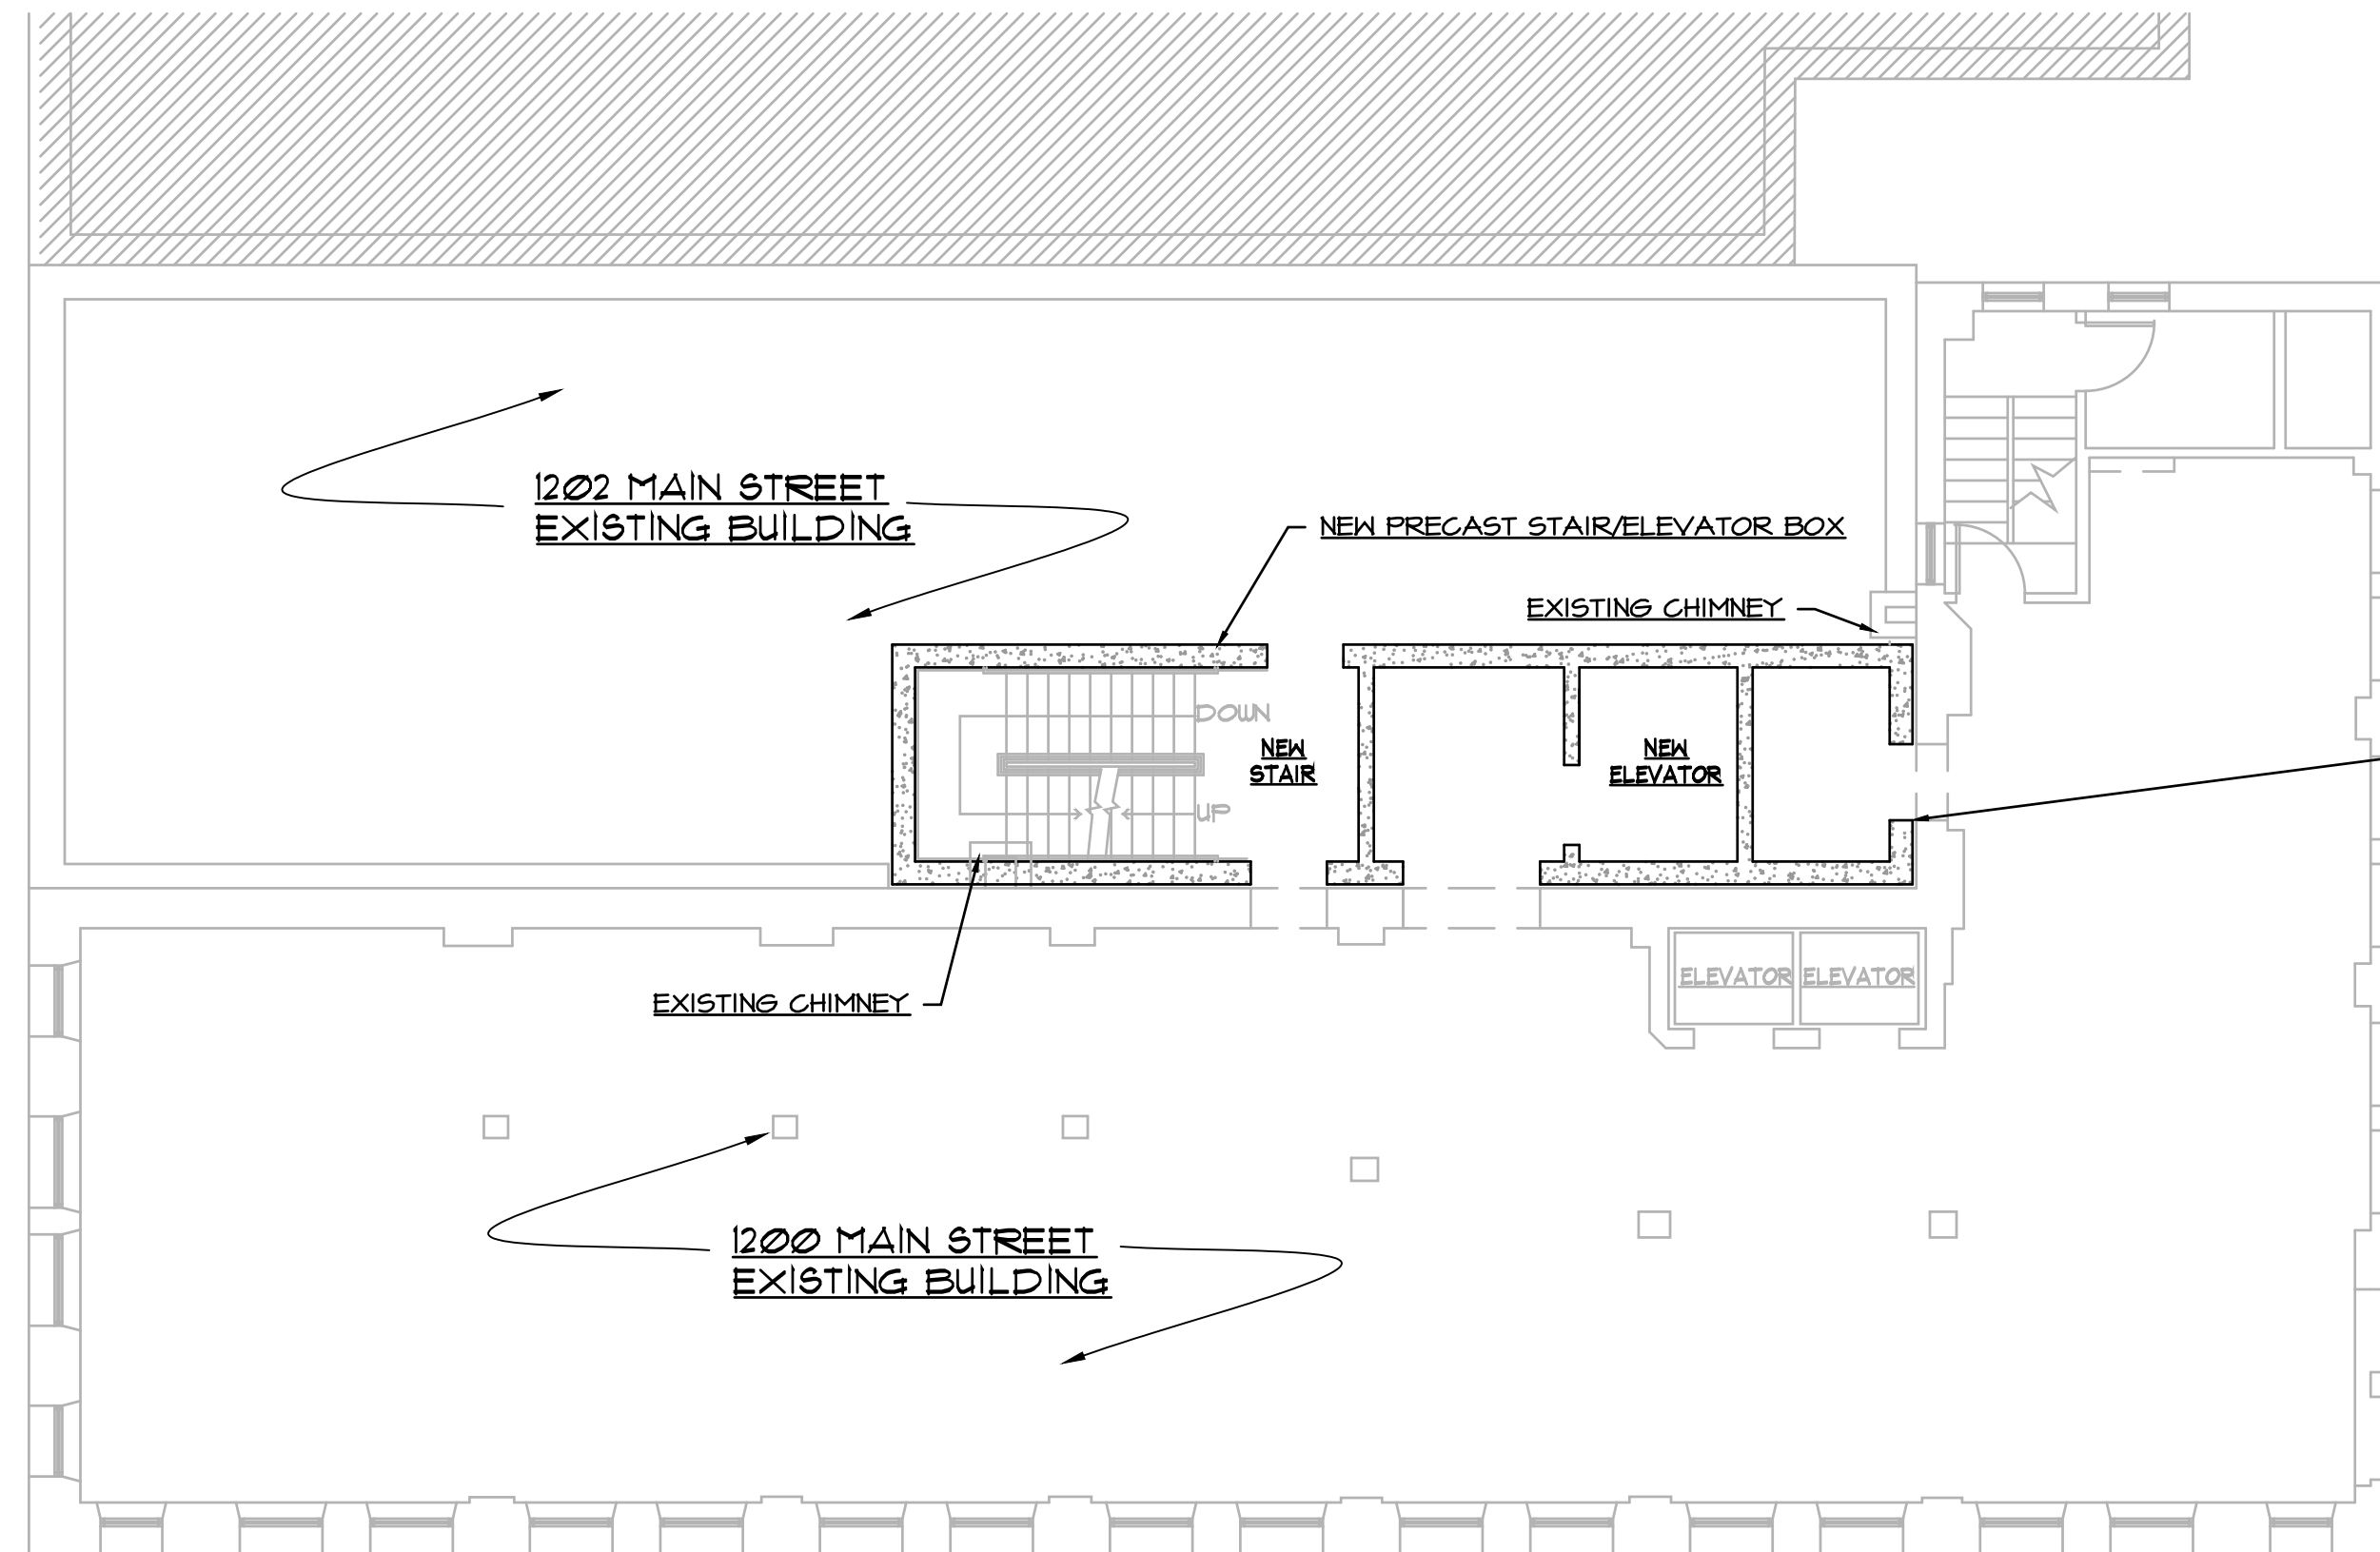 1202 MAIN STREET
EXISTING BUILDING
NEW PRECAST STAIR/ELEVATOR BOX
EXISTING CHIMNEY
DOWN
NEW
STAIR
NEW
ELEVATOR
UP
ELEVATOR
ELEVATOR
EXISTING CHIMNEY
1200 MAIN STREET
EXISTING BUILDING